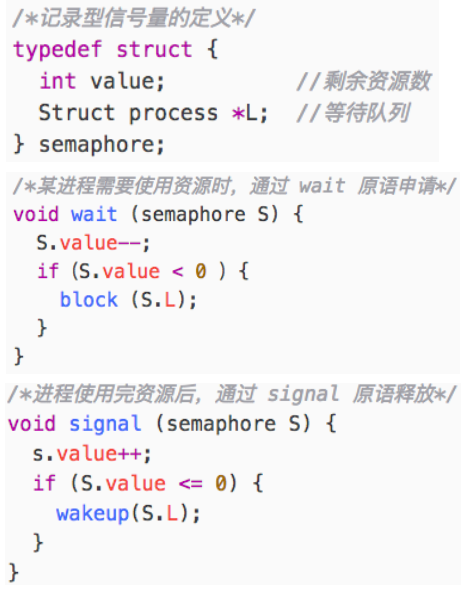 /*记录型信号量的定义*/
typedef struct {
  int value;          //剩余资源数
  Struct process *L;  //等待队列
} semaphore;
/*某进程需要使用资源时，通过 wait 原语申请*/
void wait (semaphore S) {
  S.value--;
  if (S.value < 0 ) {
    block (S.L);
  }
}
/*进程使用完资源后，通过 signal 原语释放*/
void signal (semaphore S) {
  s.value++;
  if (S.value <= 0) {
    wakeup(S.L);
  }
}